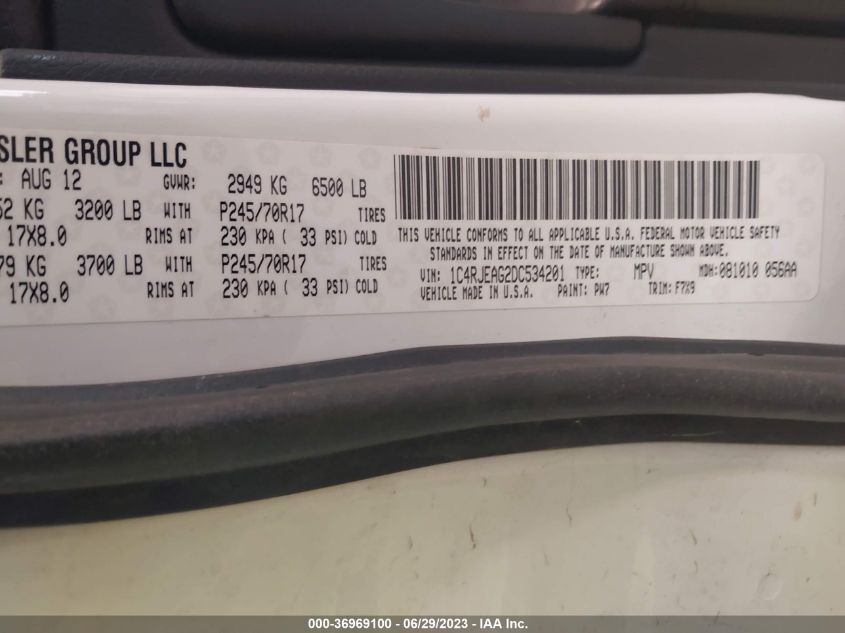 SLER GROUP LLC
: AUG 12 GVWR: 2949 KG 6500 LB
52 KG 3200 LB WITH P245/70R17 TIRES
17X8.0 RIMS AT 230 KPA ( 33 PSI) COLD
79 KG 3700 LB WITH P245/70R17 TIRES
17X8.0 RIMS AT 230 KPA ( 33 PSI) COLD
THIS VEHICLE CONFORMS TO ALL APPLICABLE U.S.A. FEDERAL MOTOR VEHICLE SAFETY
STANDARDS IN EFFECT ON THE DATE OF MANUFACTURE SHOWN ABOVE.
VIN: 1C4RJEAG2DC534201 TYPE: MPV MDH: 081010 056AA
VEHICLE MADE IN U.S.A. PAINT: PW7 TRIM: F7X9
000-36969100 - 06/29/2023 - IAA Inc.